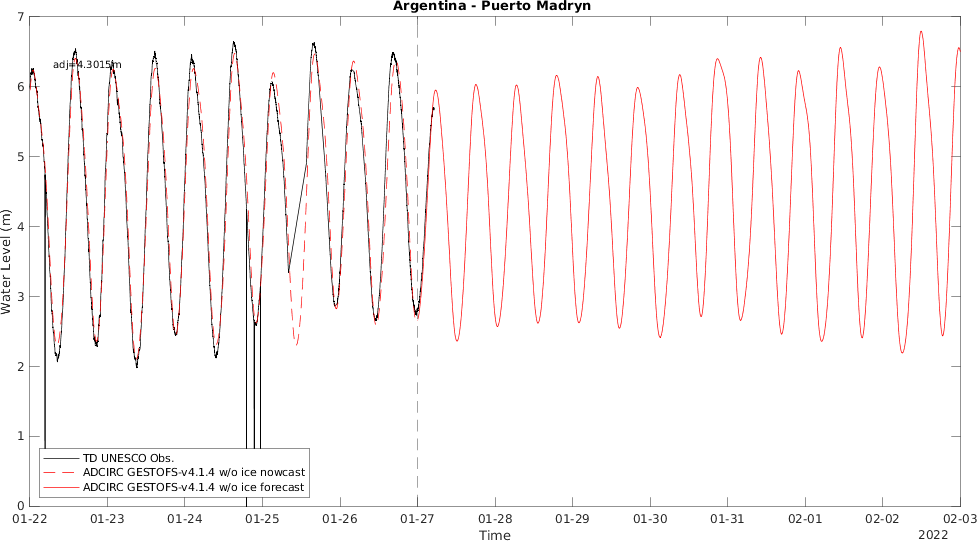 Argentina - Puerto Madryn
7
adj=4.3015m
6
5
4
3
2
1
0
Water Level (m)
TD UNESCO Obs.
ADCIRC GESTOFS-v4.1.4 w/o ice nowcast
ADCIRC GESTOFS-v4.1.4 w/o ice forecast
01-22 01-23 01-24 01-25 01-26 01-27 01-28 01-29 01-30 01-31 02-01 02-02 02-03
Time
2022